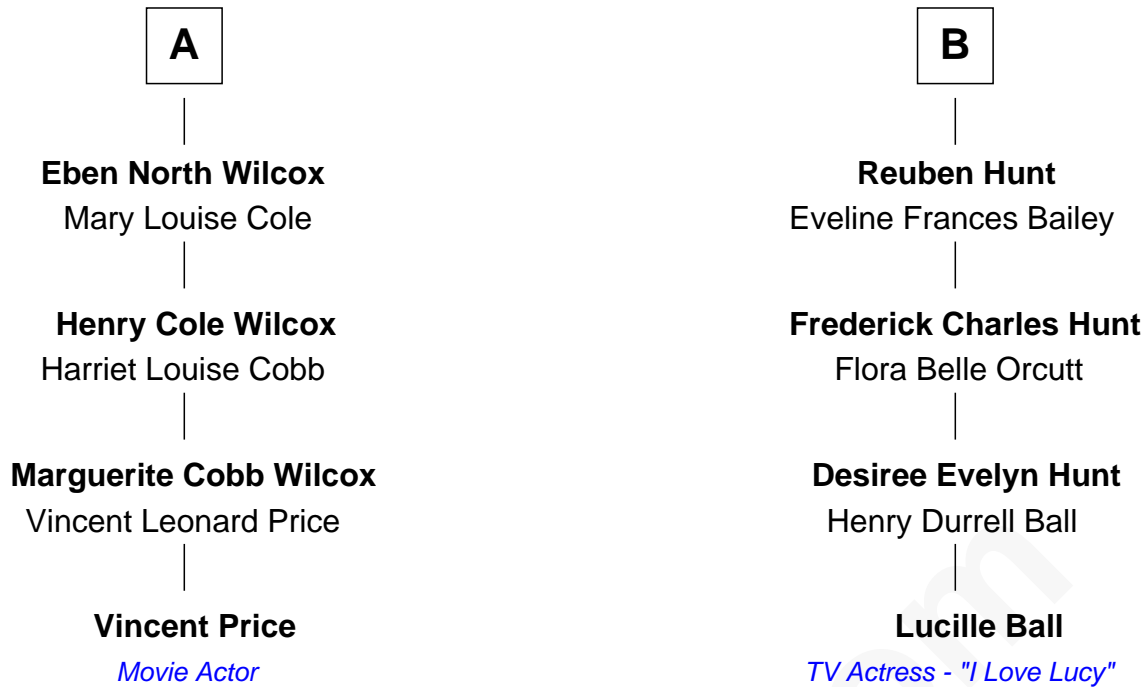 A
Eben North Wilcox
Mary Louise Cole
Henry Cole Wilcox
Harriet Louise Cobb
Marguerite Cobb Wilcox
Vincent Leonard Price
Vincent Price
Movie Actor
B
Reuben Hunt
Eveline Frances Bailey
Frederick Charles Hunt
Flora Belle Orcutt
Desiree Evelyn Hunt
Henry Durrell Ball
Lucille Ball
TV Actress - "I Love Lucy"
om